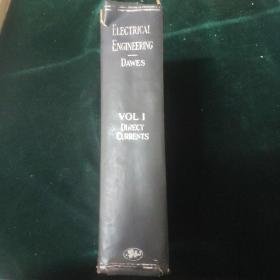 ELECTRICAL
ENGINEERING
DAWES
VOL I
DIRECT
CURRENTS